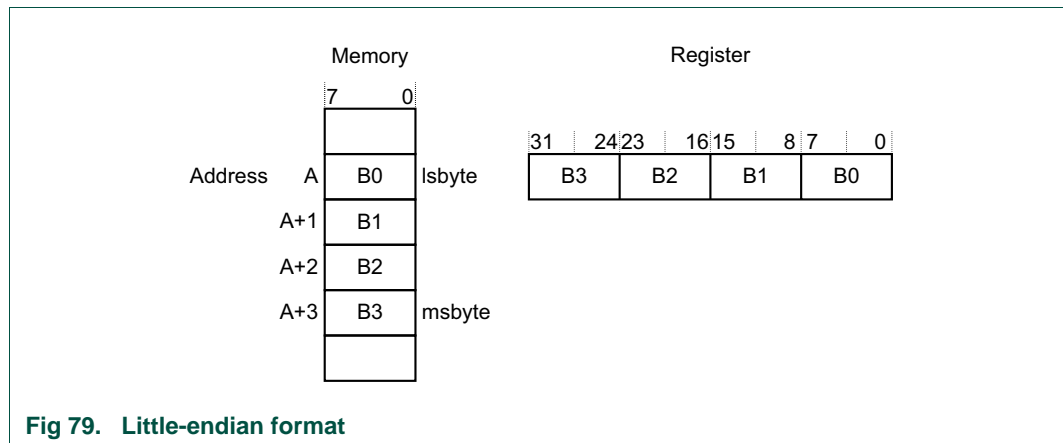 Memory Register
7 0
31 24 23 16 15 8 7 0
Address A B0 lsbyte B3 B2 B1 B0
A+1 B1
A+2 B2
A+3 B3 msbyte
Fig 79. Little-endian format